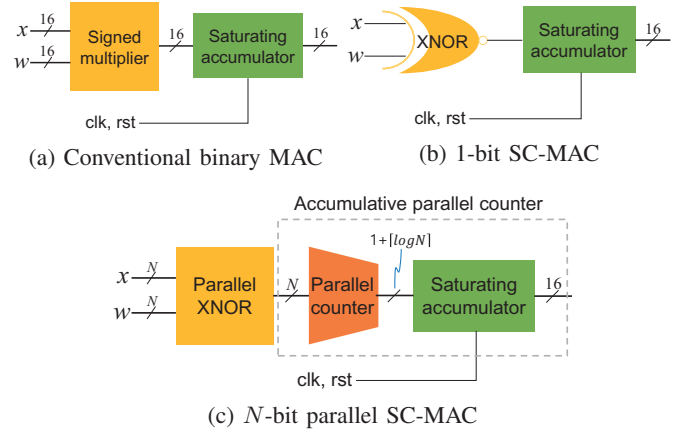 x 16
w 16
Signed multiplier
16
Saturating accumulator
16
clk, rst
(a) Conventional binary MAC
x
w
XNOR
Saturating accumulator
16
clk, rst
(b) 1-bit SC-MAC
Accumulative parallel counter
1+⌈logN⌉
x N
w N
Parallel XNOR
N
Parallel counter
Saturating accumulator
16
clk, rst
(c) N-bit parallel SC-MAC